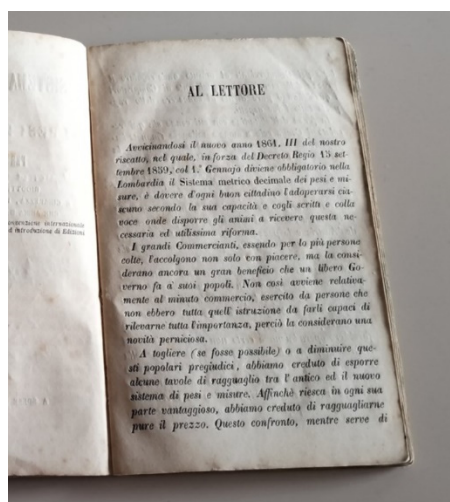 AL LETTORE
Avvicinandosi il nuovo anno 1861, III del nostro
riscatto, nel quale, in forza del Decreto Regio 13 set-
tembre 1859, col 1.º Gennajo diviene obbligatorio nella
Lombardia il Sistema metrico decimale dei pesi e mi-
sure, è dovere d'ogni buon cittadino l'adoperarsi cia-
scuno secondo la sua capacità e cogli scritti e colla
voce onde disporre gli animi a ricevere questa ne-
cessaria ed utilissima riforma.
I grandi Commercianti, essendo per lo più persone
colte, l'accolgono non solo con piacere, ma la consi-
derano ancora un gran beneficio che un libero Go-
verno fa a' suoi popoli. Non così avviene relativa-
mente al minuto commercio, esercito da persone che
non ebbero tutta quell'istruzione da farli capaci di
rilevarne tutta l'importanza, perciò la considerano una
novità perniciosa.
A togliere (se fosse possibile) o a diminuire que-
sti popolari pregiudici, abbiamo creduto di esporre
alcune tavole di ragguaglio tra l'antico ed il nuovo
sistema di pesi e misure. Affinchè riesca in ogni sua
parte vantaggioso, abbiamo creduto di ragguagliarne
pure il prezzo. Questo confronto, mentre serve di
internazionale
introduzione di Edizioni